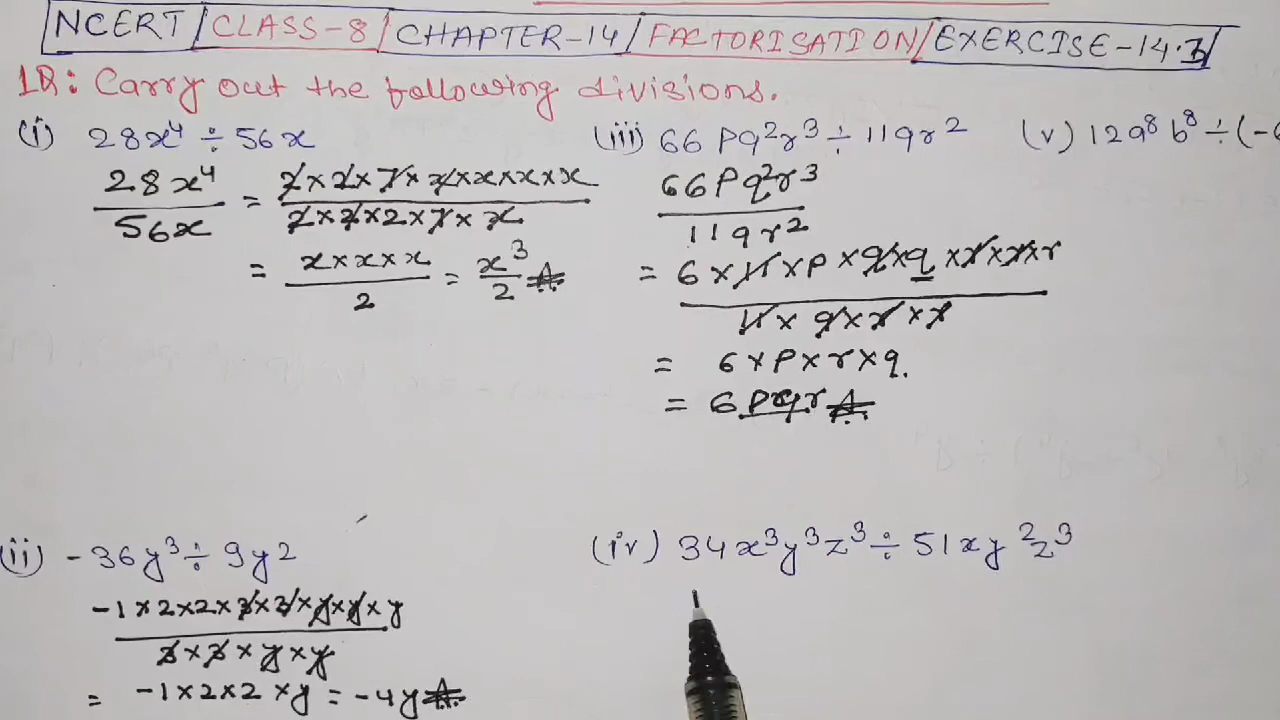 NCERT/CLASS-8/CHAPTER-14/FACTORISATION/EXERCISE-14.3/
1Q: Carry out the following divisions.
(i) 28x⁴ ÷ 56x
28x⁴/56x = 2×2×7×x×x×x×x/2×2×2×7×x
= x×x×x/2 = x³/2 A
(ii) -36y³ ÷ 9y2
-1×2×2×3×3×y×y×y/3×3×y×y
= -1×2×2×y = -4y A
(iii) 66Pq²r³ ÷ 11qr²
66Pq²r³/11qr²
= 6×11×P×q×q×r×r×r/11×q×r×r
= 6×P×r×q.
= 6pqr A
(iv) 34x³y³z³ ÷ 51xy²z³
(v) 12a⁸b⁸ ÷ (-6